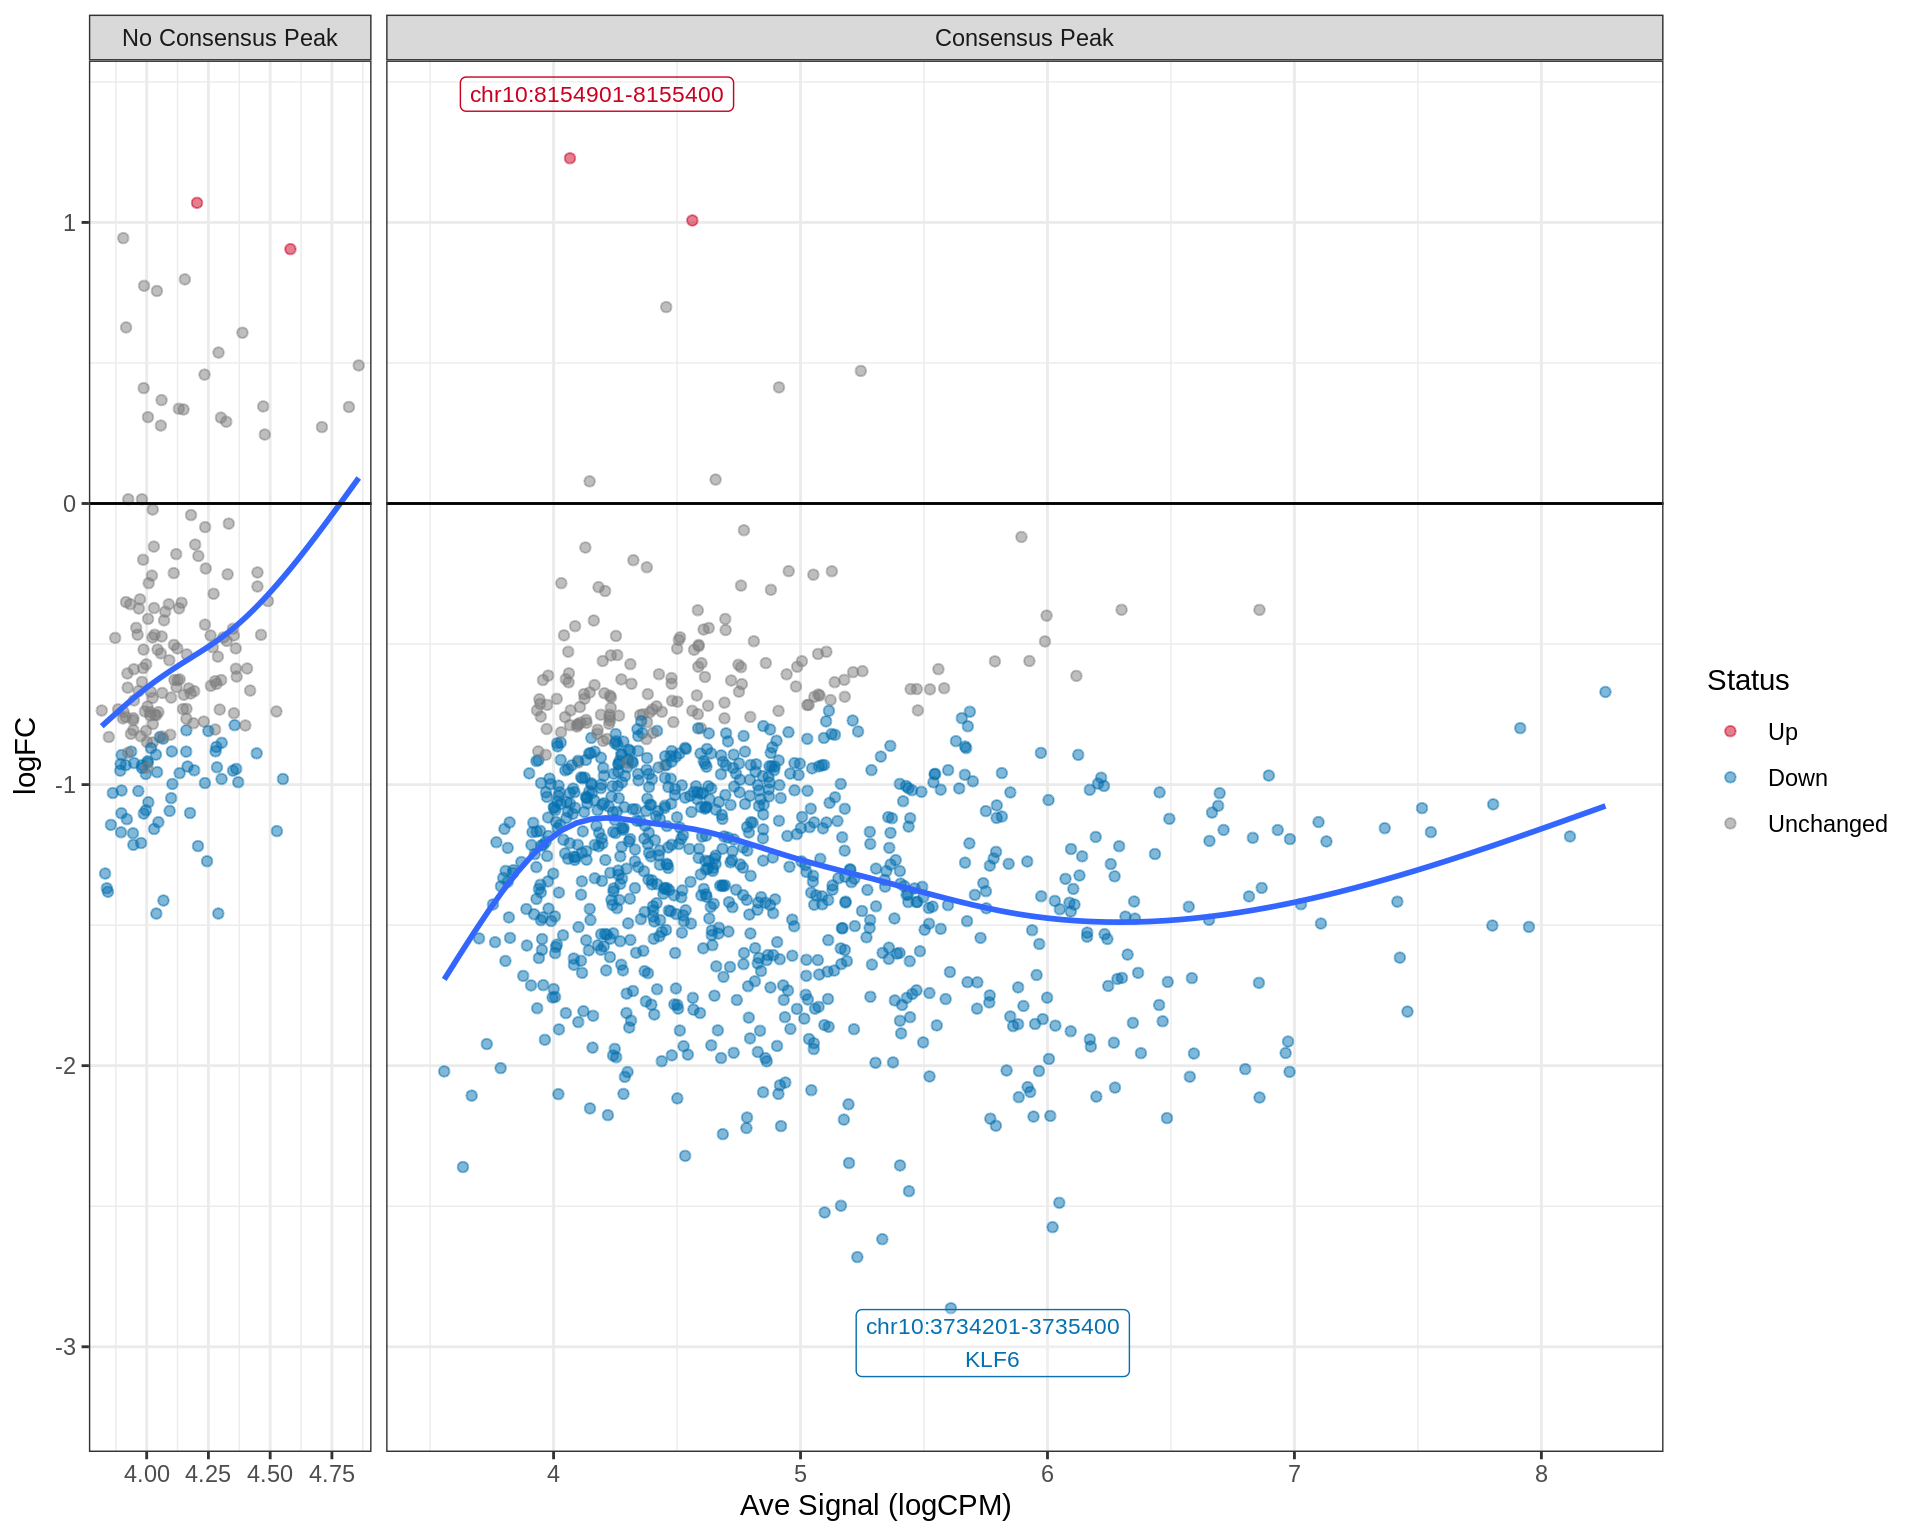 No Consensus Peak
Consensus Peak
chr10:8154901-8155400
1
0
-1
-2
-3
logFC
chr10:3734201-3735400
KLF6
4.00 4.25 4.50 4.75
4 5 6 7 8
Ave Signal (logCPM)
Status
Up
Down
Unchanged